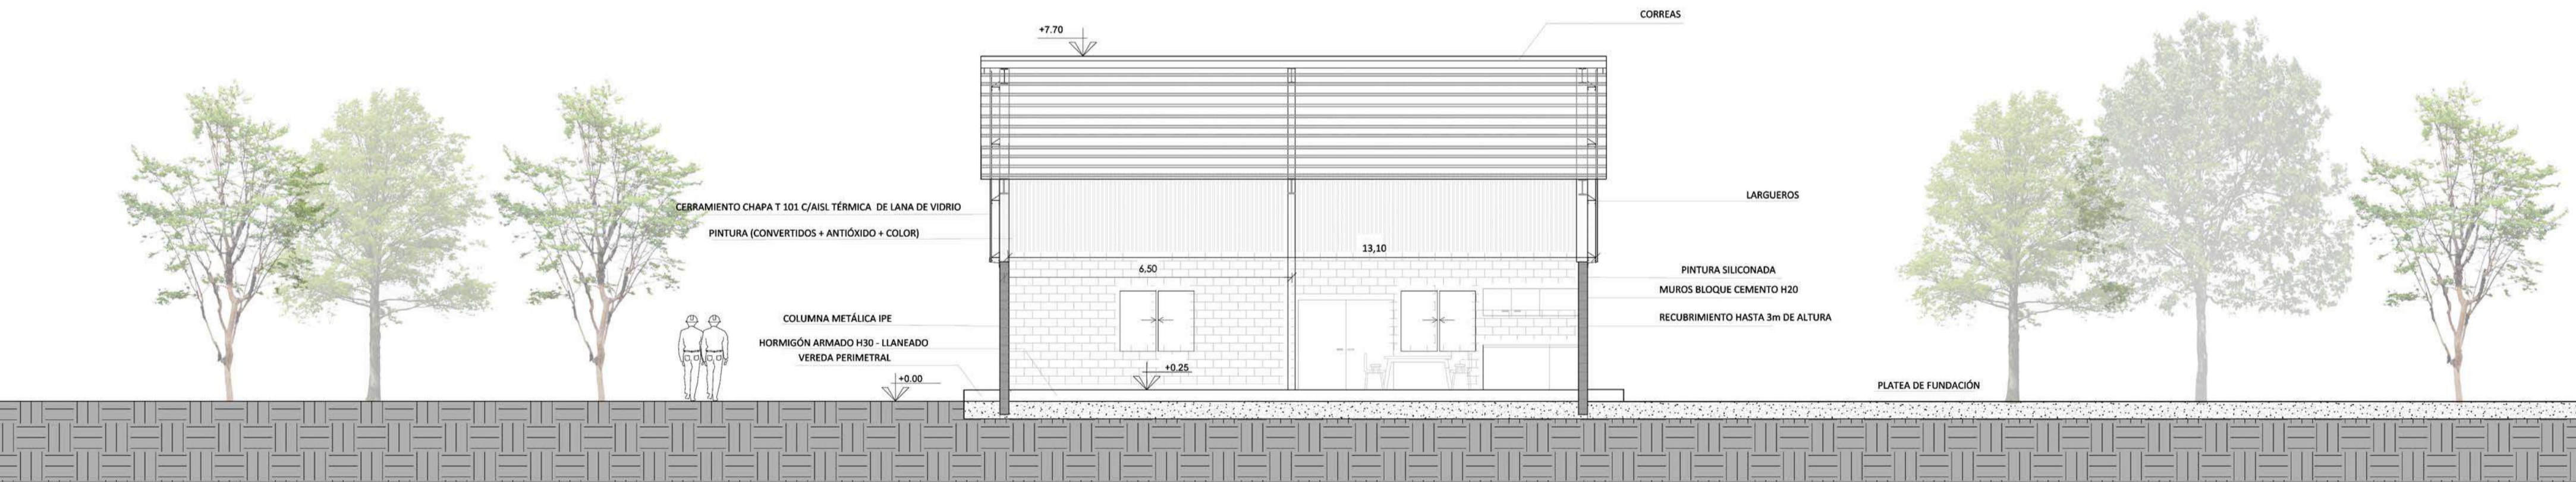 CORREAS
+7.70
LARGUEROS
CERRAMIENTO CHAPA T 101 C/AISL TÉRMICA DE LANA DE VIDRIO
PINTURA (CONVERTIDOS + ANTIÓXIDO + COLOR)
13,10
6,50
PINTURA SILICONADA
MUROS BLOQUE CEMENTO H20
RECUBRIMIENTO HASTA 3m DE ALTURA
COLUMNA METÁLICA IPE
HORMIGÓN ARMADO H30 - LLANEADO
VEREDA PERIMETRAL
+0.25
+0.00
PLATEA DE FUNDACIÓN